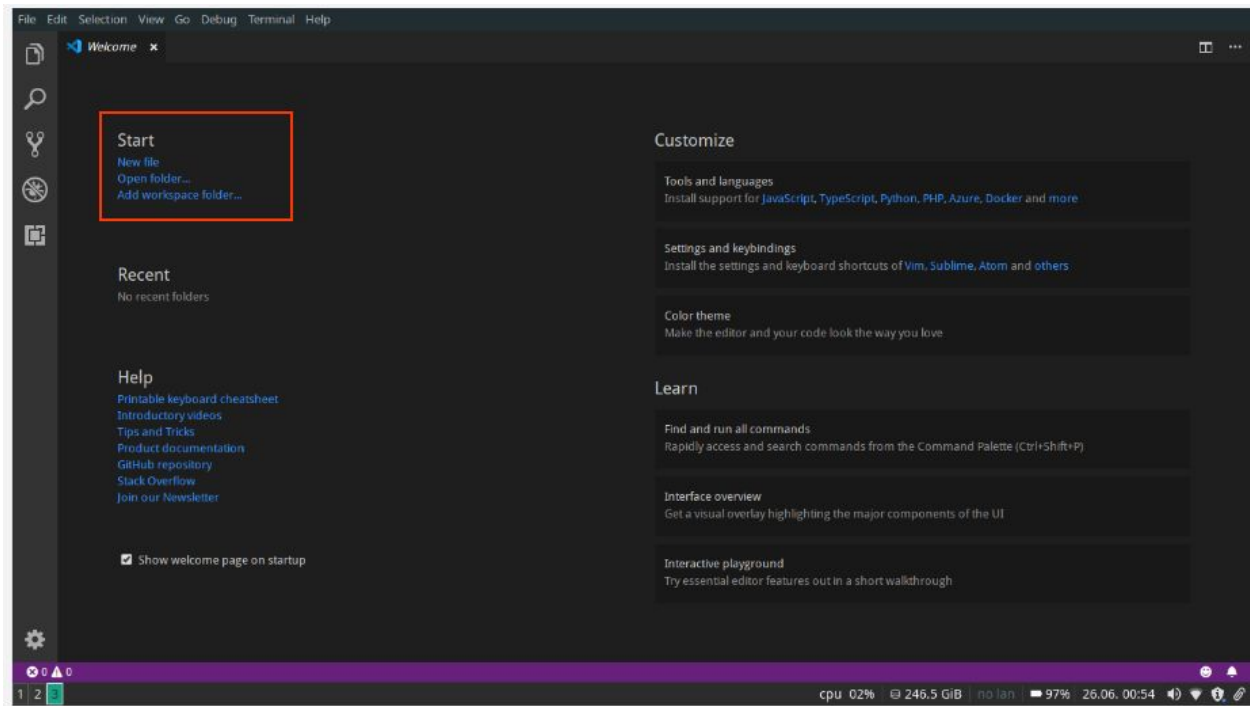 File Edit Selection View Go Debug Terminal Help
Welcome
Start
New file
Open folder...
Add workspace folder...
Recent
No recent folders
Help
Printable keyboard cheatsheet
Introductory videos
Tips and Tricks
Product documentation
GitHub repository
Stack Overflow
Join our Newsletter
Show welcome page on startup
Customize
Tools and languages
Install support for JavaScript, TypeScript, Python, PHP, Azure, Docker and more
Settings and keybindings
Install the settings and keyboard shortcuts of Vim, Sublime, Atom and others
Color theme
Make the editor and your code look the way you love
Learn
Find and run all commands
Rapidly access and search commands from the Command Palette (Ctrl+Shift+P)
Interface overview
Get a visual overlay highlighting the major components of the UI
Interactive playground
Try essential editor features out in a short walkthrough
0 0
1 2 3 cpu 02% 246.5 GiB no lan 97% 26.06. 00:54